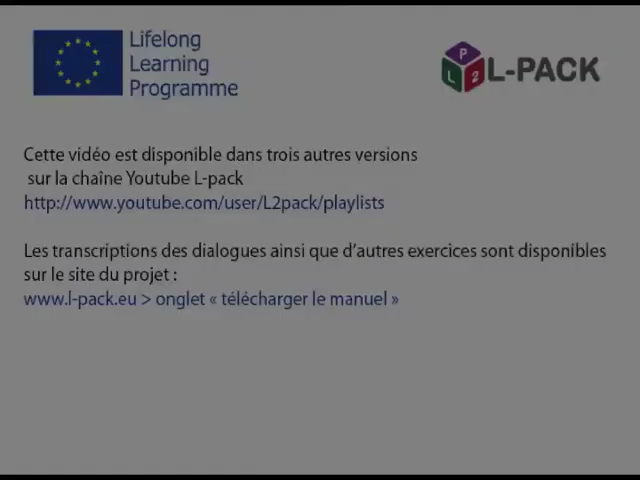 Lifelong
Learning
Programme
P
L
2
L-PACK
Cette vidéo est disponible dans trois autres versions
sur la chaîne Youtube L-pack
http://www.youtube.com/user/L2pack/playlists
Les transcriptions des dialogues ainsi que d'autres exercices sont disponibles
sur le site du projet :
www.l-pack.eu > onglet « télécharger le manuel »